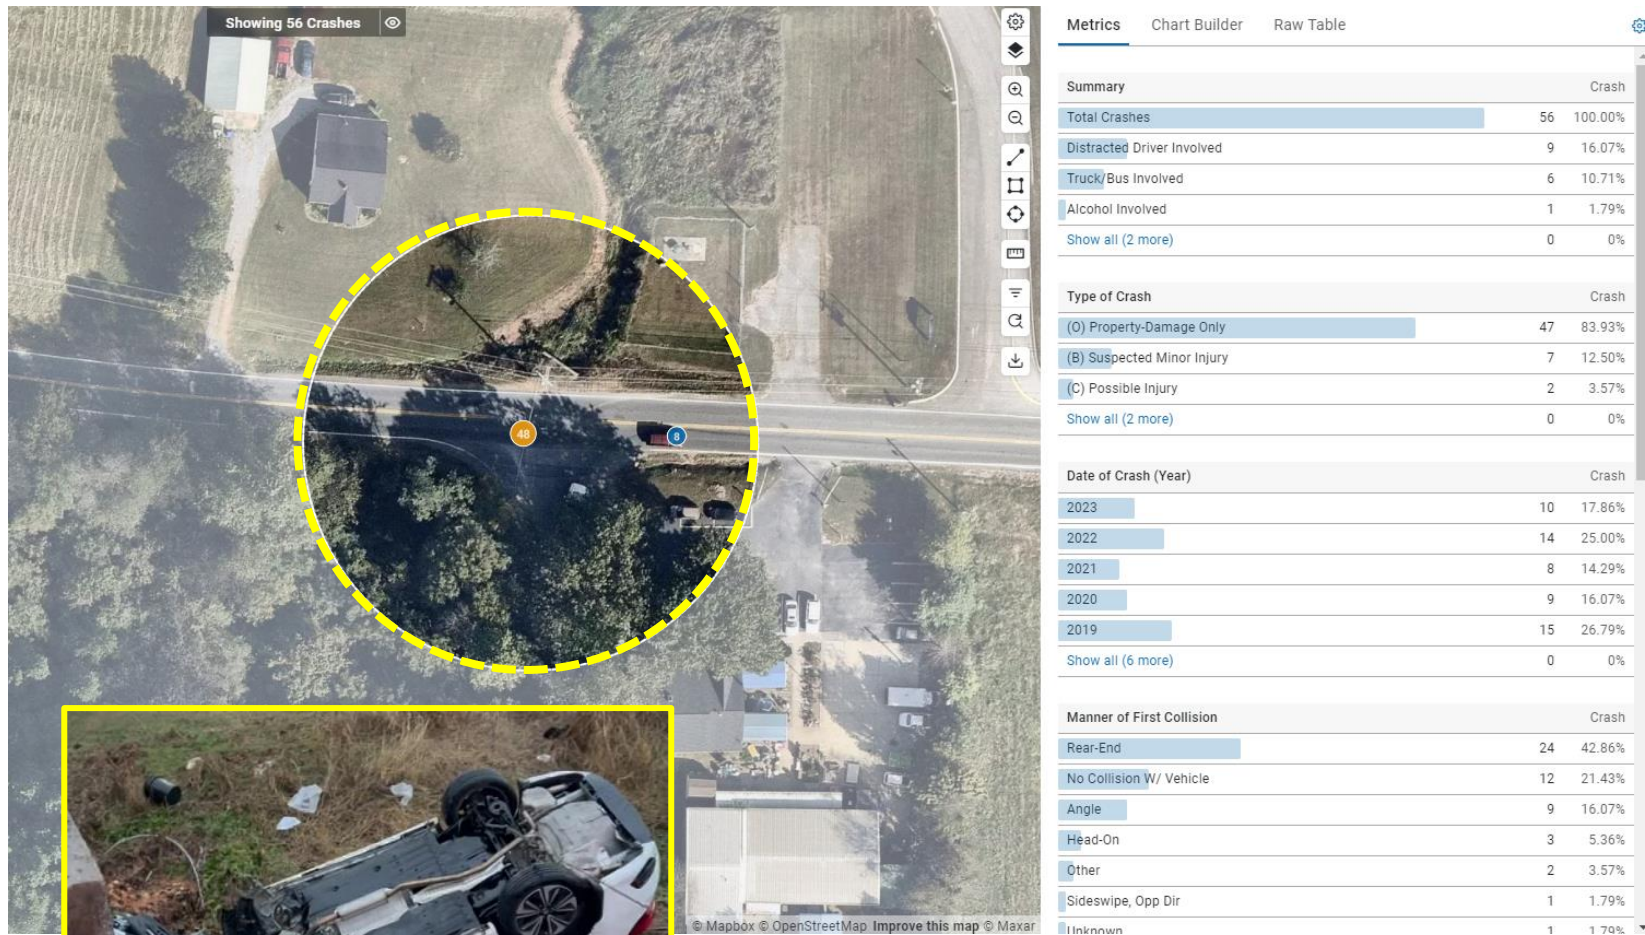 Showing 56 Crashes
48
8
© Mapbox © OpenStreetMap Improve this map © Maxar
Metrics Chart Builder Raw Table
Summary Crash
Total Crashes 56 100.00%
Distracted Driver Involved 9 16.07%
Truck/Bus Involved 6 10.71%
Alcohol Involved 1 1.79%
Show all (2 more) 0 0%
Type of Crash Crash
(O) Property-Damage Only 47 83.93%
(B) Suspected Minor Injury 7 12.50%
(C) Possible Injury 2 3.57%
Show all (2 more) 0 0%
Date of Crash (Year) Crash
2023 10 17.86%
2022 14 25.00%
2021 8 14.29%
2020 9 16.07%
2019 15 26.79%
Show all (6 more) 0 0%
Manner of First Collision Crash
Rear-End 24 42.86%
No Collision W/ Vehicle 12 21.43%
Angle 9 16.07%
Head-On 3 5.36%
Other 2 3.57%
Sideswipe, Opp Dir 1 1.79%
Unknown 1 1.79%